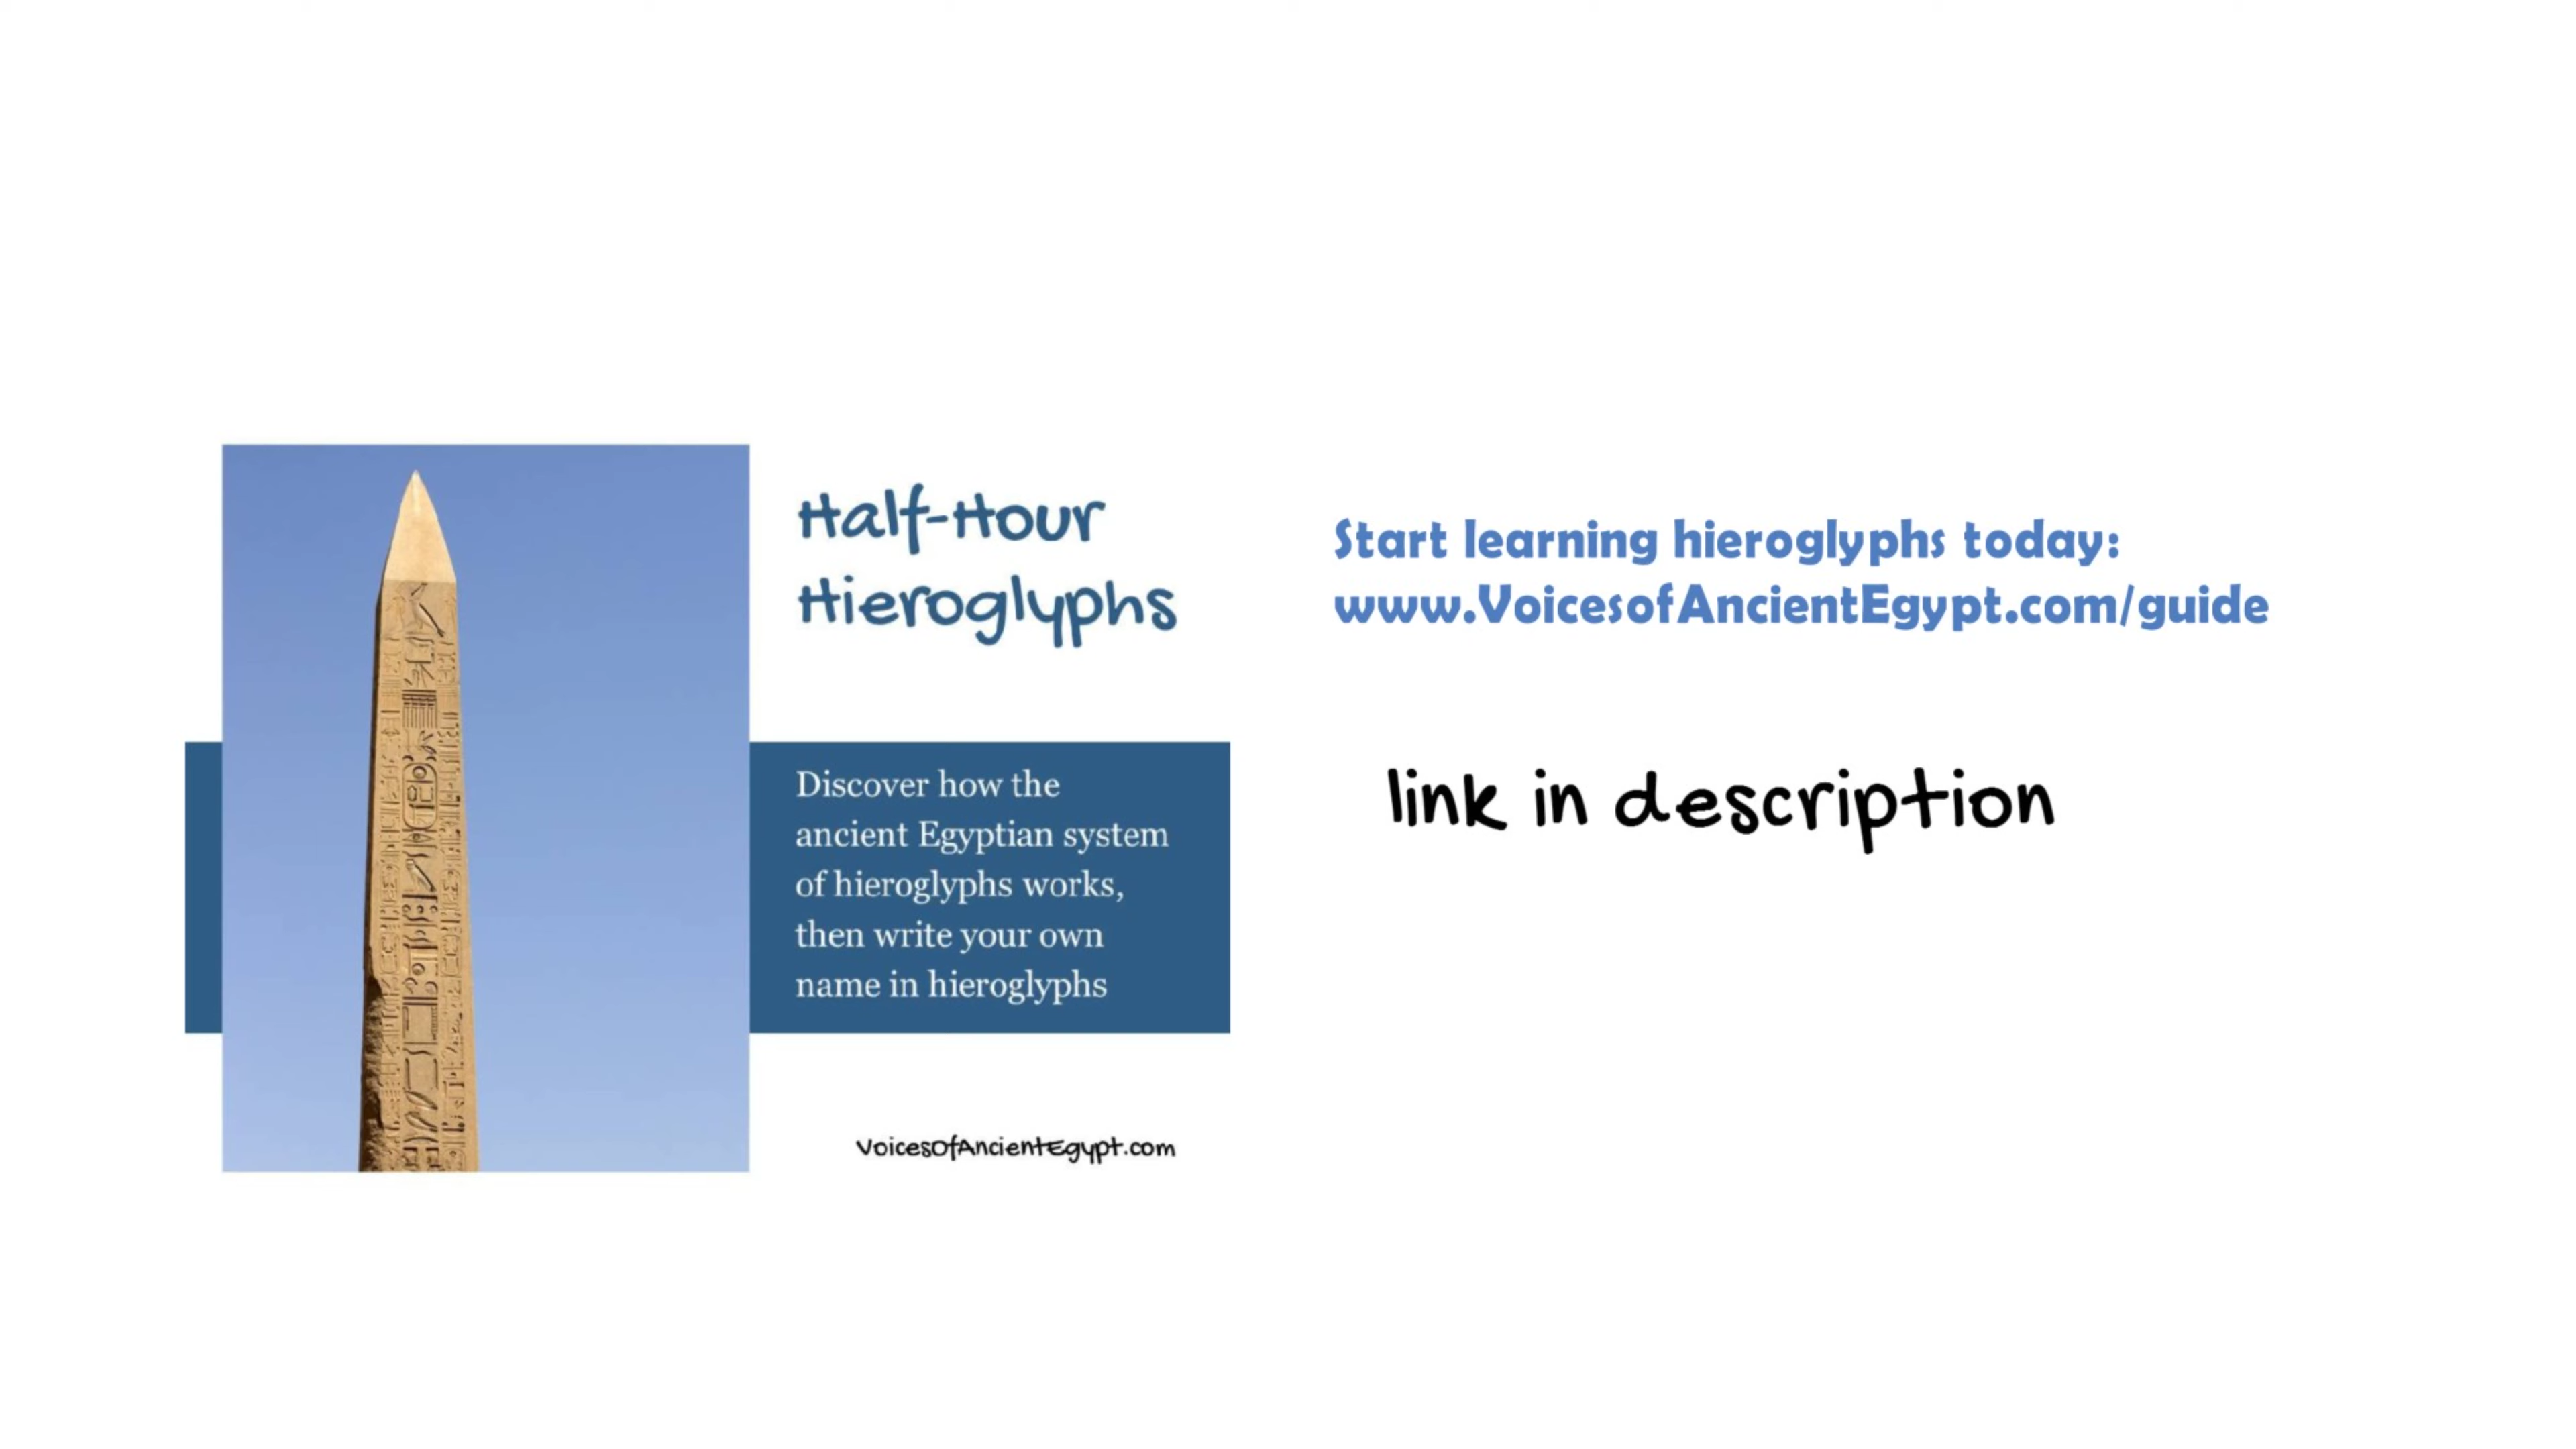 Half-Hour
Hieroglyphs
Discover how the
ancient Egyptian system
of hieroglyphs works,
then write your own
name in hieroglyphs
VoicesOfAncientEgypt.com
Start learning hieroglyphs today:
www.VoicesofAncientEgypt.com/guide
link in description